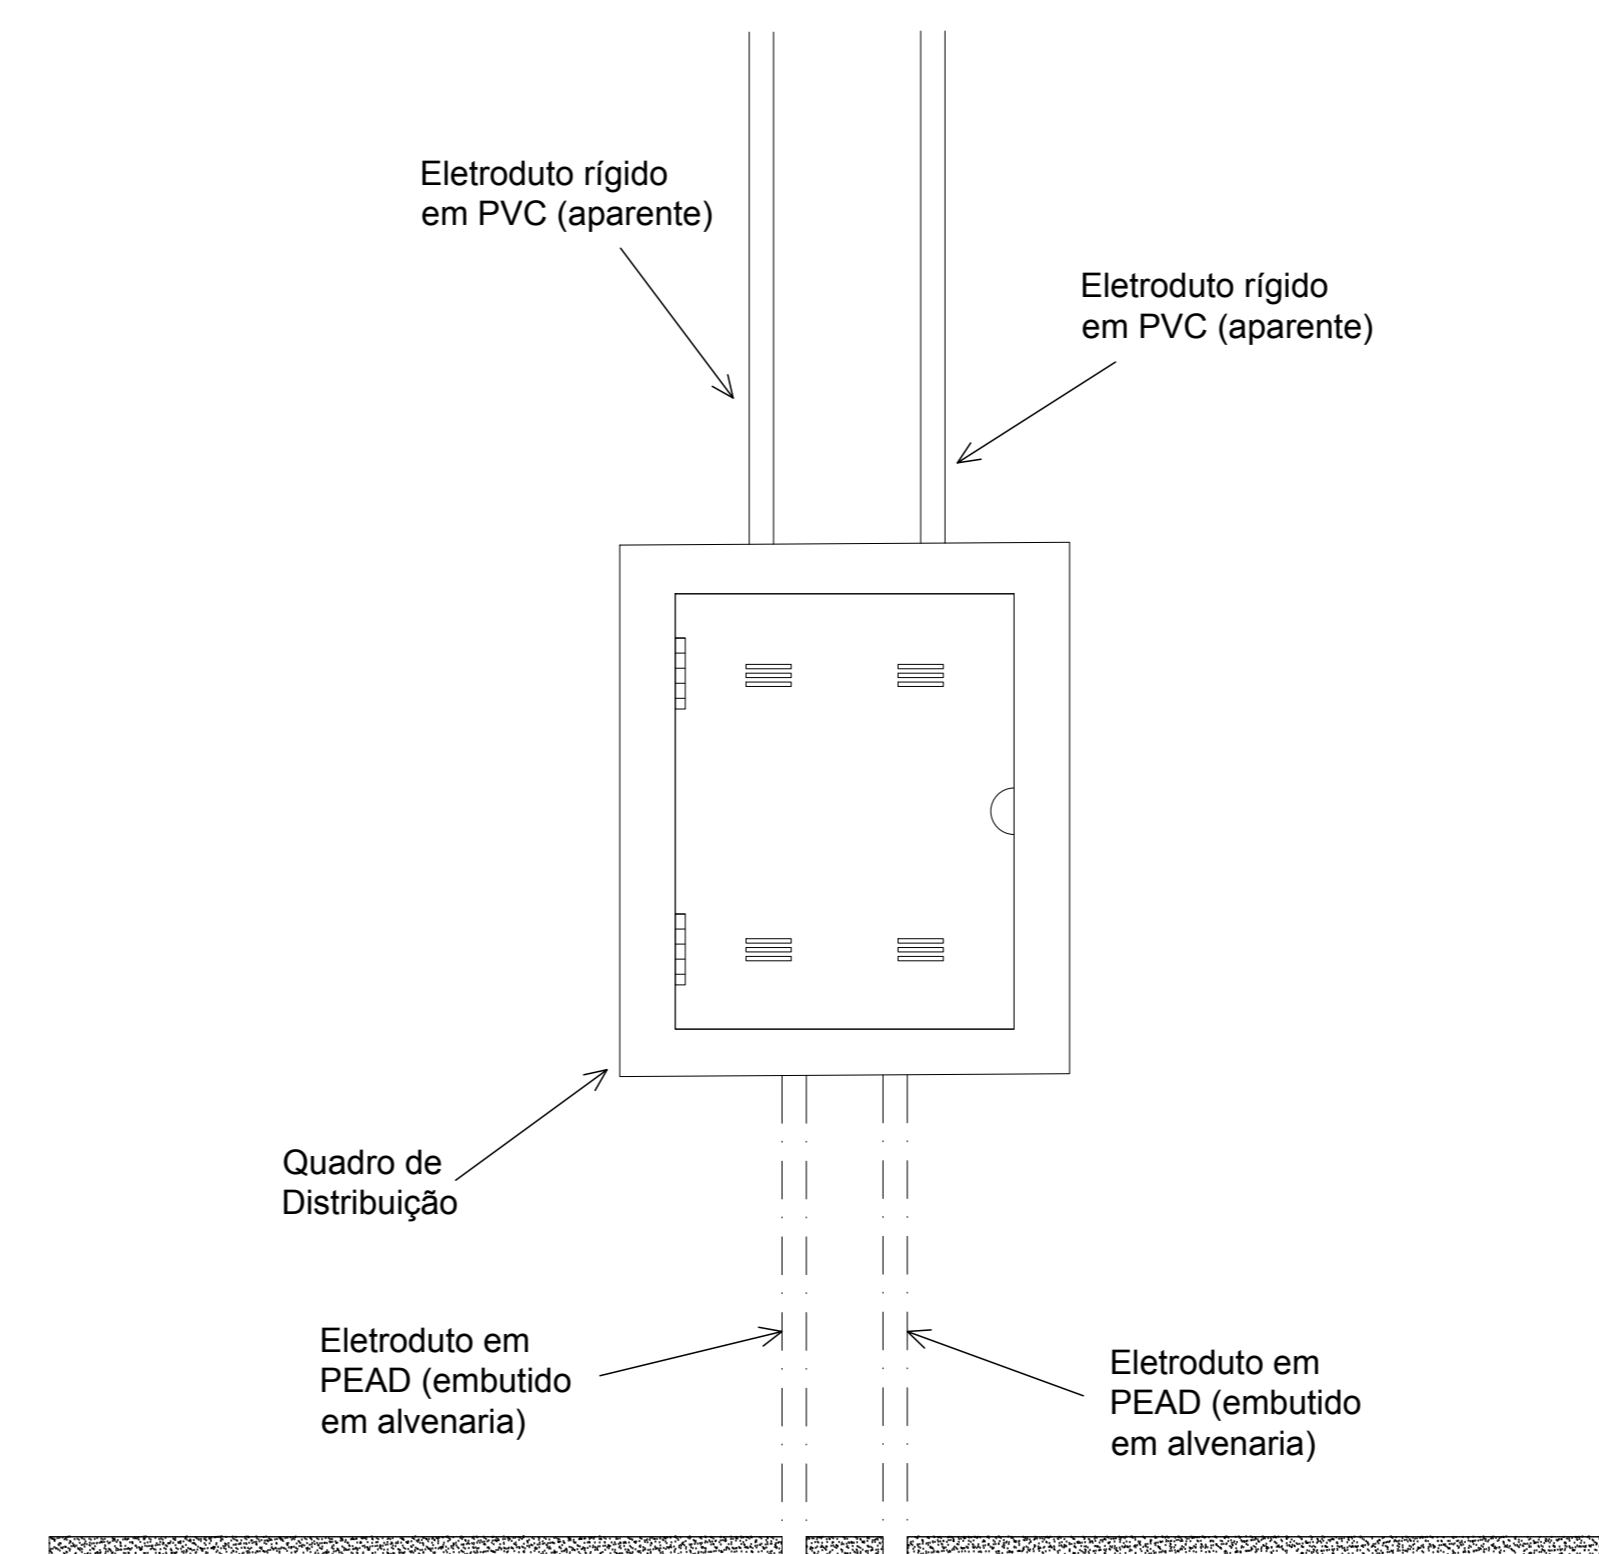 Eletroduto rígido
em PVC (aparente)
Eletroduto rígido
em PVC (aparente)
Quadro de
Distribuição
Eletroduto em
PEAD (embutido
em alvenaria)
Eletroduto em
PEAD (embutido
em alvenaria)